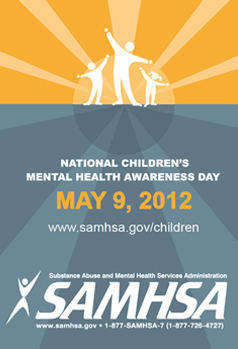 NATIONAL CHILDREN'S
MENTAL HEALTH AWARENESS DAY
MAY 9, 2012
www.samhsa.gov/children
Substance Abuse and Mental Health Services Administration
SAMHSA
www.samhsa.gov • 1-877-SAMHSA-7 (1-877-726-4727)